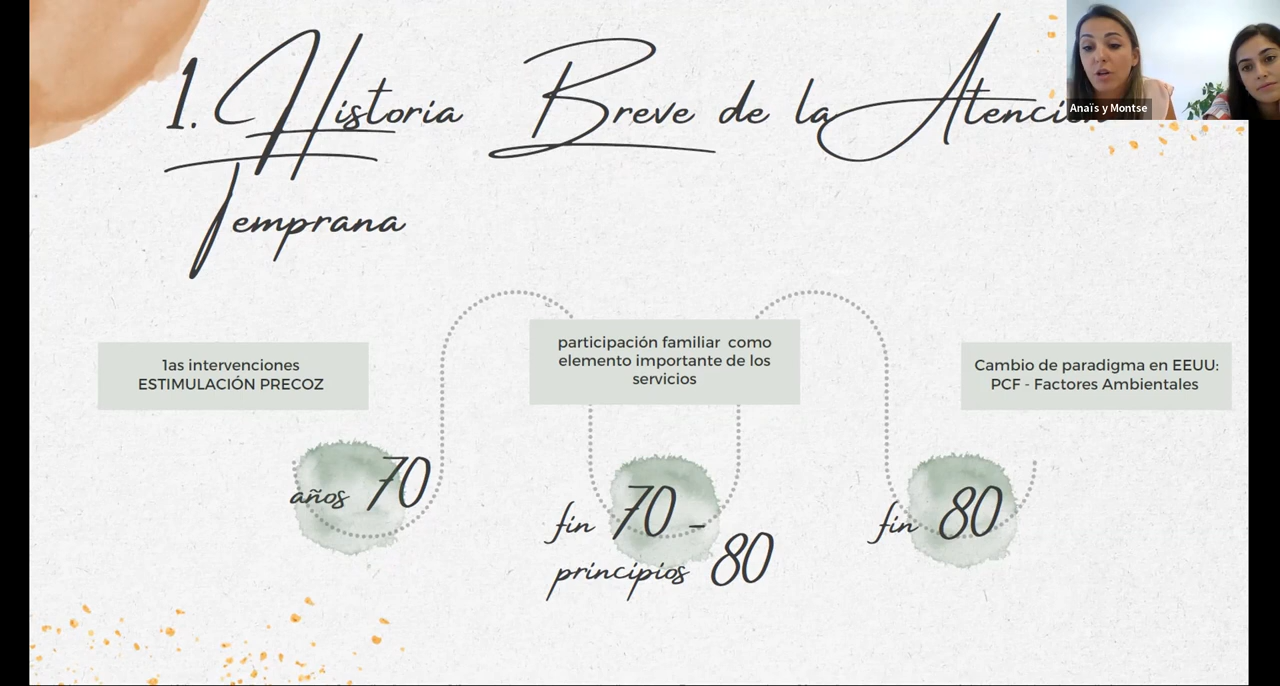 1. Historia Breve de la Atención
Temprana
Anaïs y Montse
1as intervenciones
ESTIMULACIÓN PRECOZ
años 70
participación familiar como
elemento importante de los
servicios
fin 70 -
principios 80
Cambio de paradigma en EEUU:
PCF - Factores Ambientales
fin 80